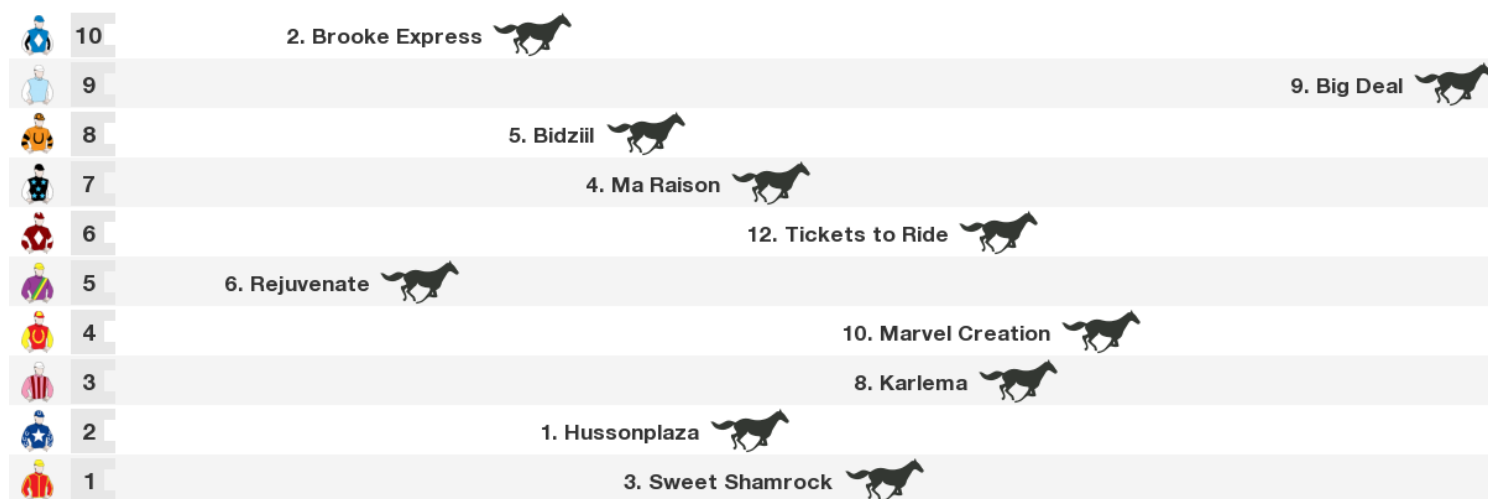 10 2. Brooke Express
9 9. Big Deal
8 5. Bidziil
7 4. Ma Raison
6 12. Tickets to Ride
5 6. Rejuvenate
4 10. Marvel Creation
3 8. Karlema
2 1. Hussonplaza
1 3. Sweet Shamrock